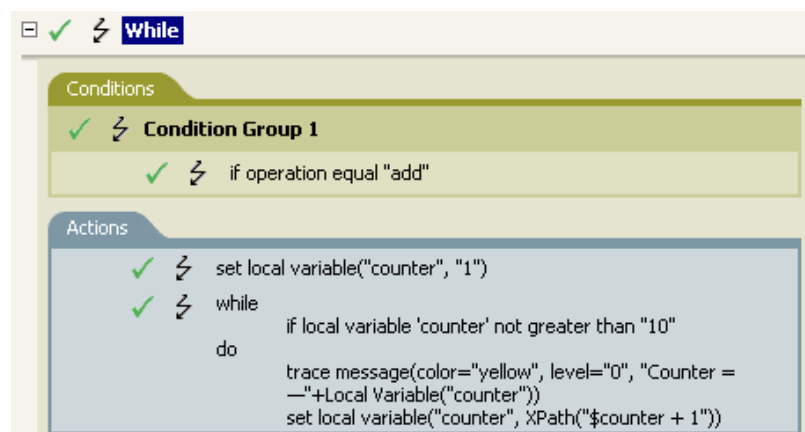 While
Conditions
Condition Group 1
if operation equal "add"
Actions
set local variable("counter", "1")
while
if local variable 'counter' not greater than "10"
do
trace message(color="yellow", level="0", "Counter =
—"+Local Variable("counter"))
set local variable("counter", XPath("$counter + 1"))